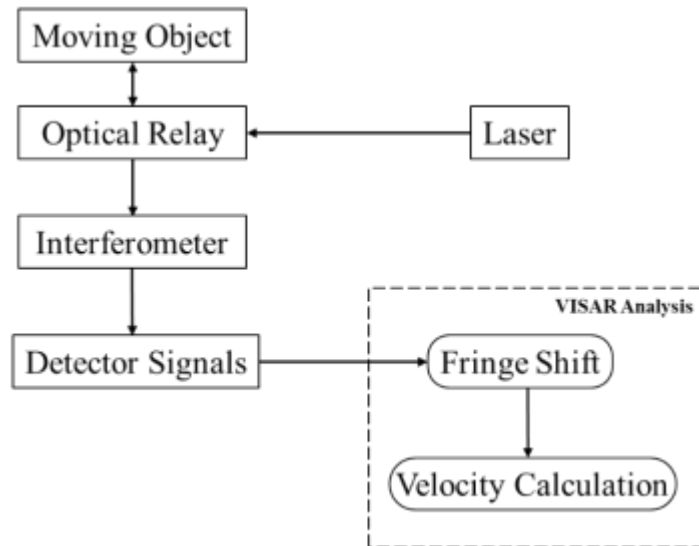 Moving Object
Optical Relay
Laser
Interferometer
VISAR Analysis
Detector Signals
Fringe Shift
Velocity Calculation